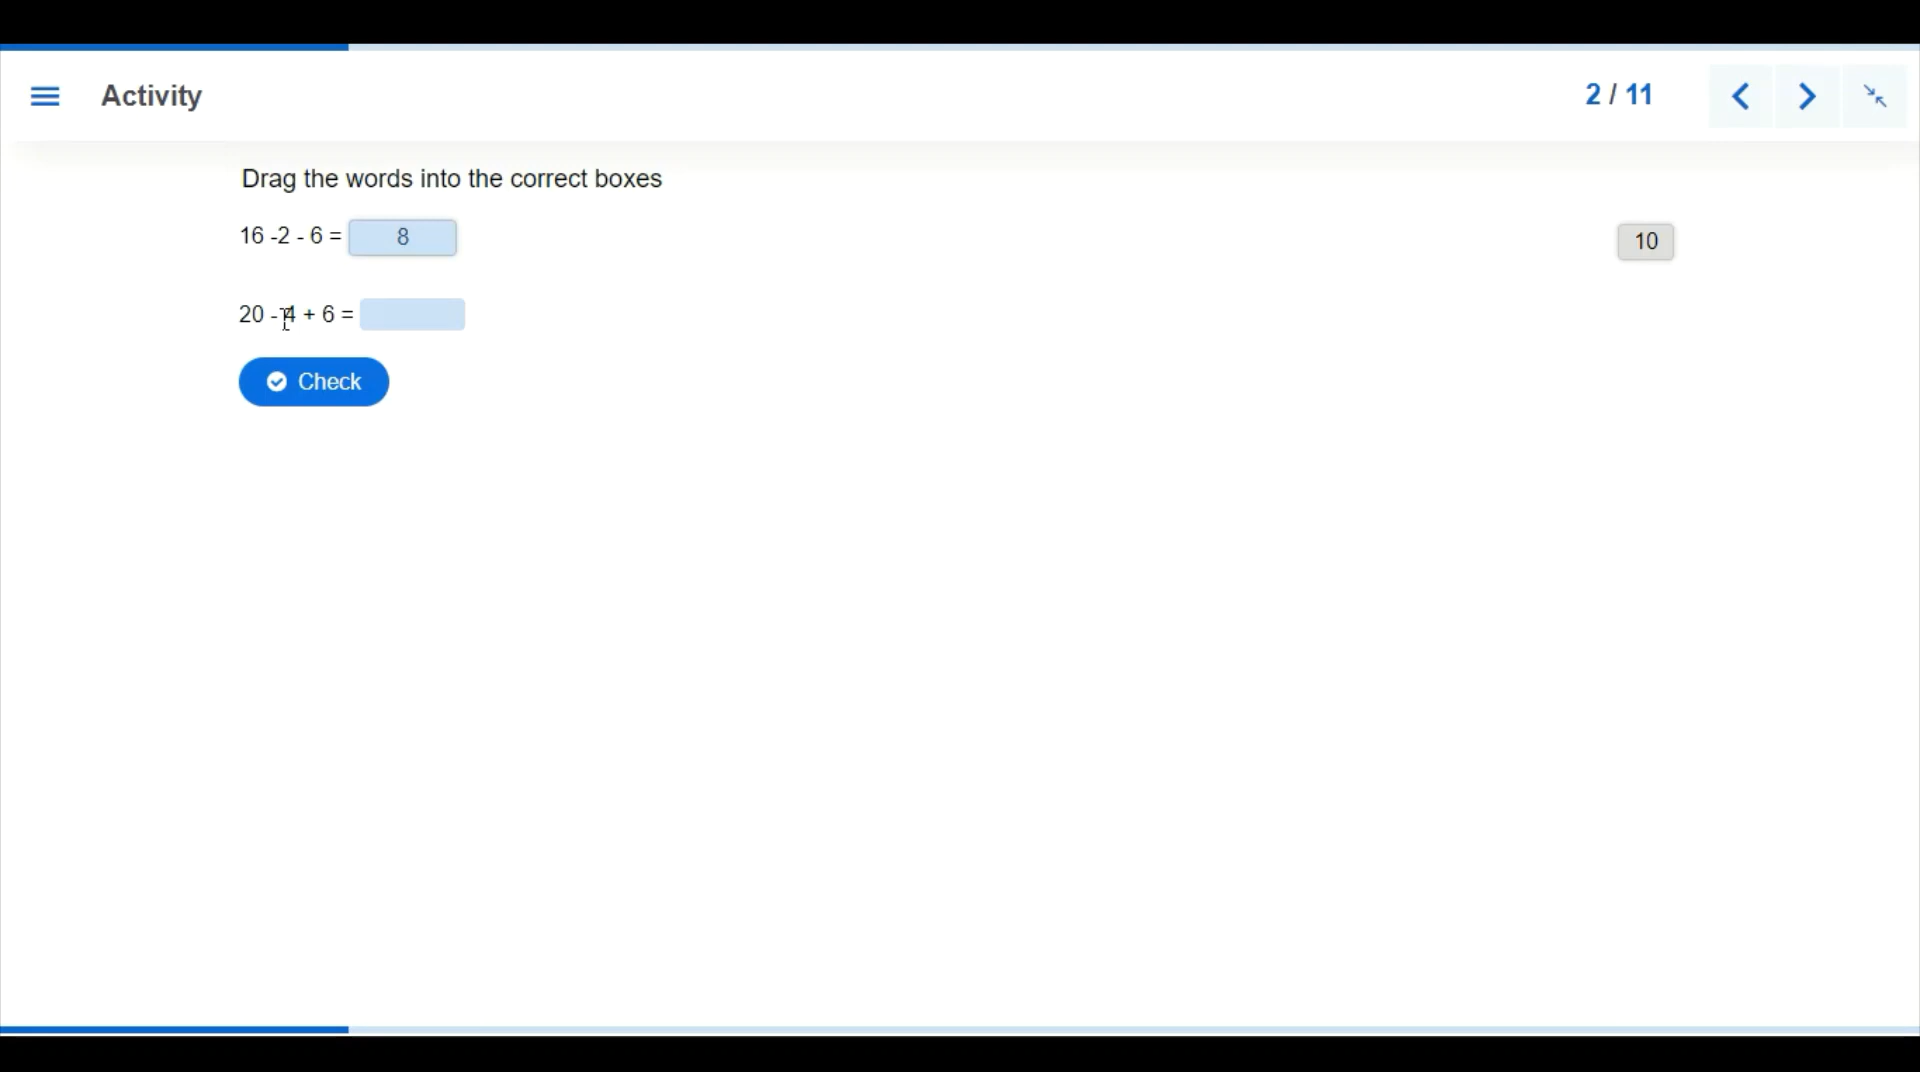 Activity
2 / 11
Drag the words into the correct boxes
16 -2 - 6 = 8
10
20 - 4 + 6 =
Check